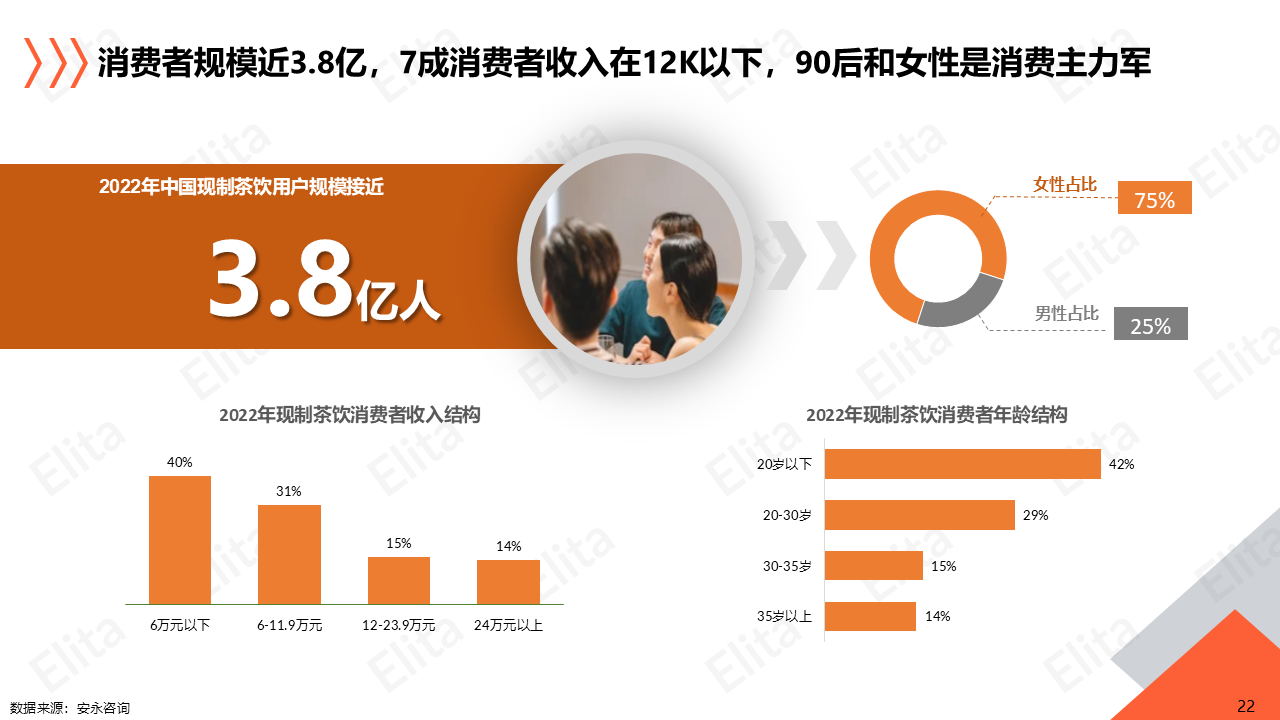 消费者规模近3.8亿，7成消费者收入在12K以下，90后和女性是消费主力军
2022年中国现制茶饮用户规模接近
3.8亿人
女性占比
75%
男性占比
25%
2022年现制茶饮消费者收入结构
40%
31%
15%
14%
6万元以下
6-11.9万元
12-23.9万元
24万元以上
2022年现制茶饮消费者年龄结构
20岁以下
42%
20-30岁
29%
30-35岁
15%
35岁以上
14%
数据来源：安永咨询
22
Elita